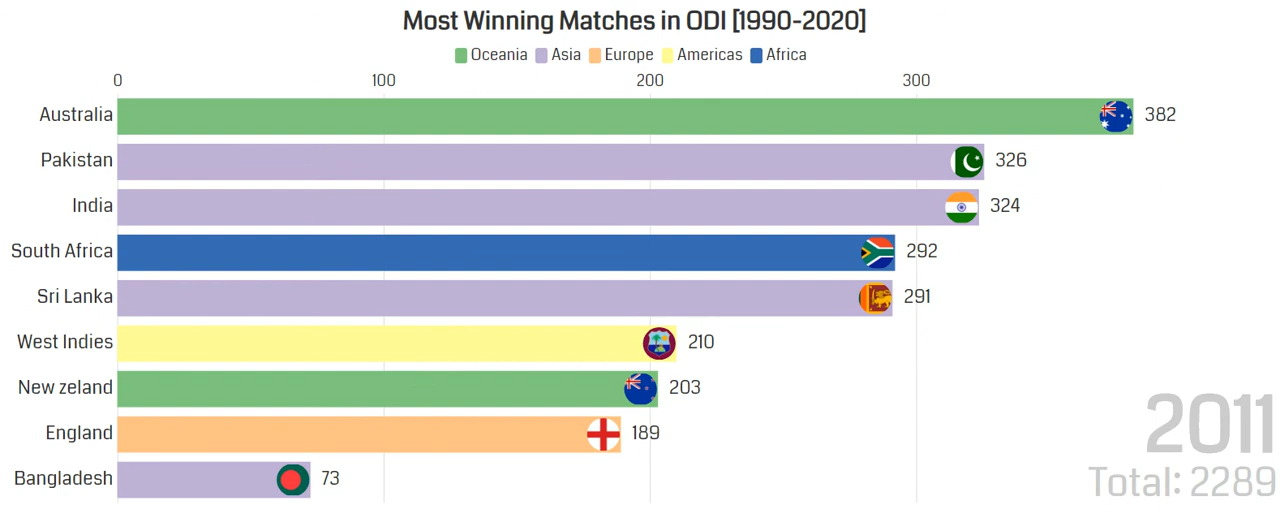 Most Winning Matches in ODI [1990-2020]
Oceania Asia Europe Americas Africa
0 100 200 300
Australia 382
Pakistan 326
India 324
South Africa 292
Sri Lanka 291
West Indies 210
New zeland 203
England 189
Bangladesh 73
2011
Total: 2289